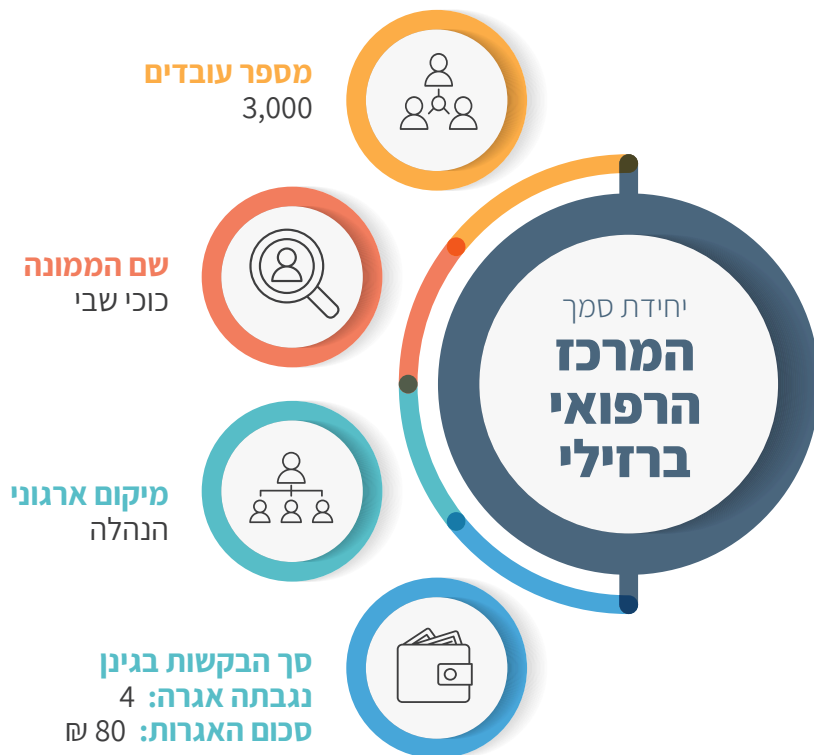 יחידת סמך
המרכז
הרפואי
ברזילי
מספר עובדים
3,000
שם הממונה
כוכי שבי
מיקום ארגוני
הנהלה
סך הבקשות בגינן
נגבתה אגרה: 4
סכום האגרות: 80 ₪